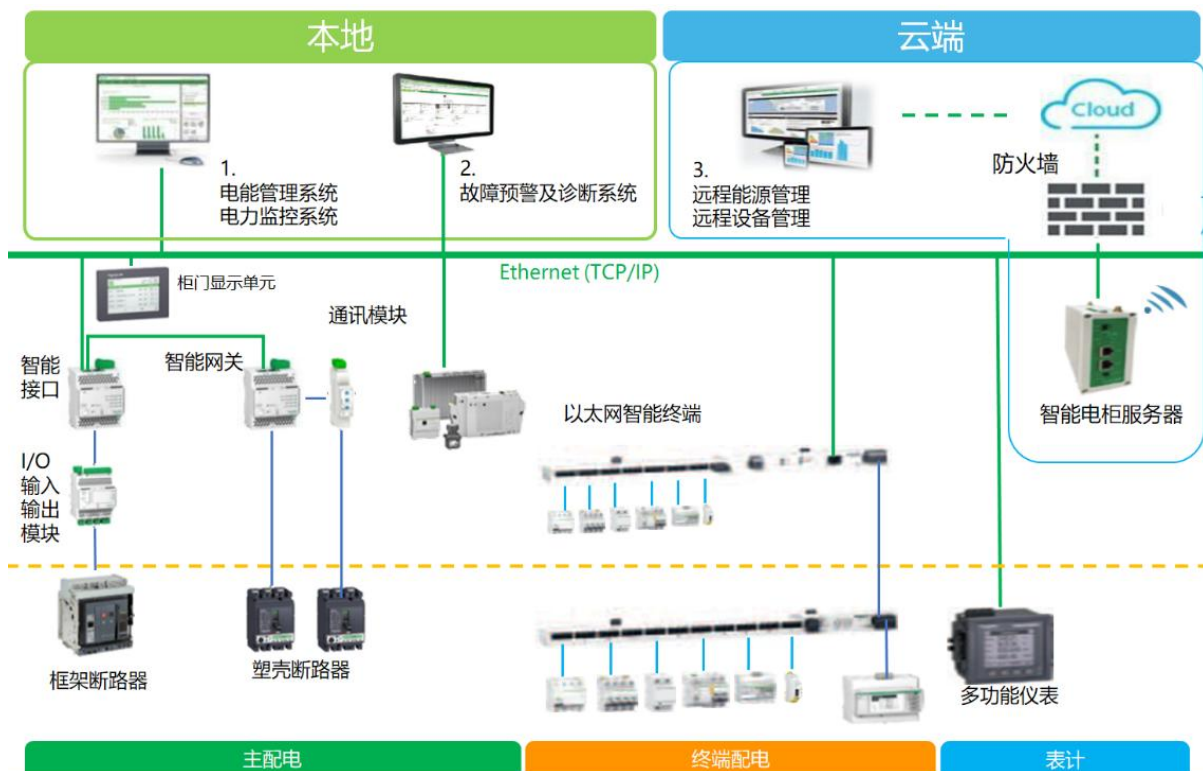 本地
云端
Cloud
防火墙
1.
电能管理系统
电力监控系统
2.
故障预警及诊断系统
3.
远程能源管理
远程设备管理
Ethernet (TCP/IP)
柜门显示单元
通讯模块
智能
接口
智能网关
以太网智能终端
智能电柜服务器
I/O
输入
输出
模块
框架断路器
塑壳断路器
多功能仪表
主配电
终端配电
表计